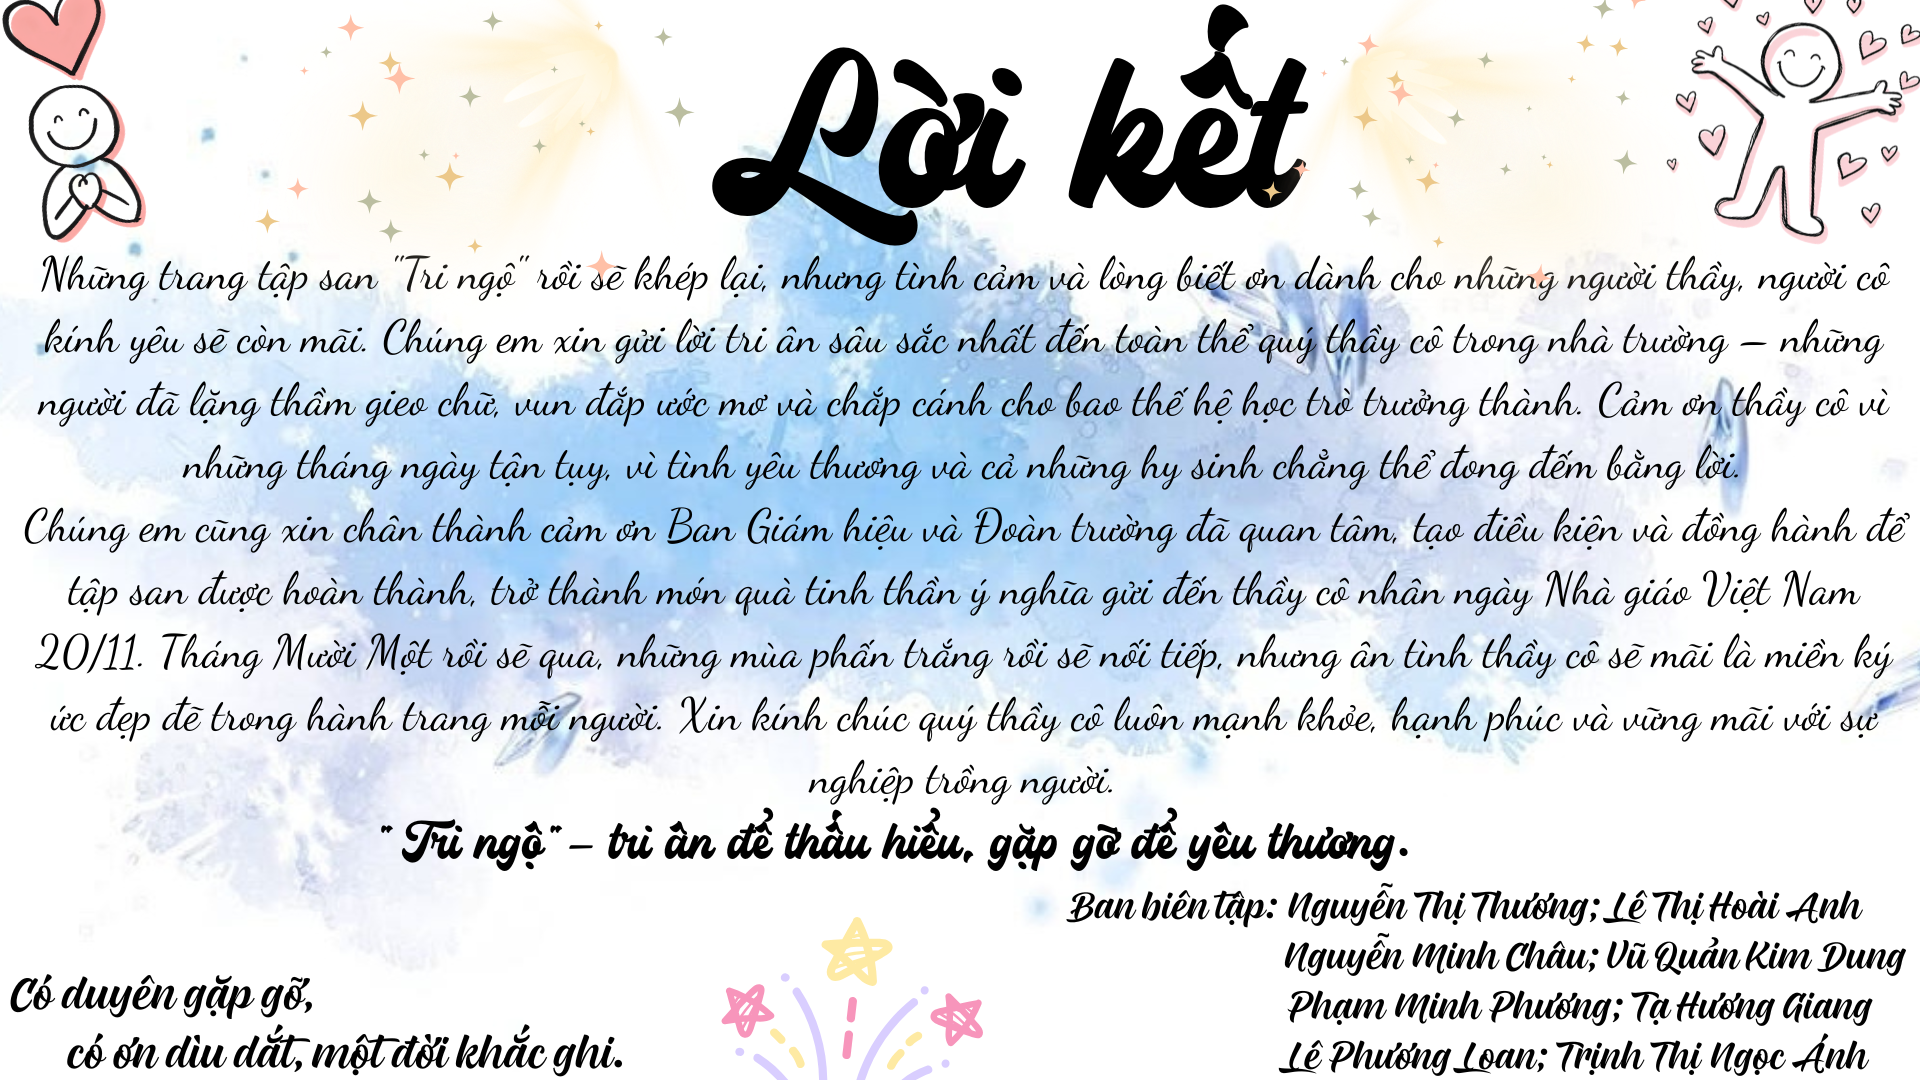 Lời kết
Những trang tập san "Tri ngộ" rồi sẽ khép lại, nhưng tình cảm và lòng biết ơn dành cho những người thầy, người cô
kính yêu sẽ còn mãi. Chúng em xin gửi lời tri ân sâu sắc nhất đến toàn thể quý thầy cô trong nhà trường – những
người đã lặng thầm gieo chữ, vun đắp ước mơ và chắp cánh cho bao thế hệ học trò trưởng thành. Cảm ơn thầy cô vì
những tháng ngày tận tụy, vì tình yêu thương và cả những hy sinh chẳng thể đong đếm bằng lời.
Chúng em cũng xin chân thành cảm ơn Ban Giám hiệu và Đoàn trường đã quan tâm, tạo điều kiện và đồng hành để
tập san được hoàn thành, trở thành món quà tinh thần ý nghĩa gửi đến thầy cô nhân ngày Nhà giáo Việt Nam
20/11. Tháng Mười Một rồi sẽ qua, những mùa phấn trắng rồi sẽ nối tiếp, nhưng ân tình thầy cô sẽ mãi là miền ký
ức đẹp đẽ trong hành trang mỗi người. Xin kính chúc quý thầy cô luôn mạnh khỏe, hạnh phúc và vững mãi với sự
nghiệp trồng người.
" Tri ngộ" – tri ân để thấu hiểu, gặp gỡ để yêu thương.
Ban biên tập: Nguyễn Thị Thương; Lê Thị Hoài Anh
Nguyễn Minh Châu; Vũ Quản Kim Dung
Phạm Minh Phương; Tạ Hương Giang
Lê Phương Loan; Trịnh Thị Ngọc Ánh
Có duyên gặp gỡ,
có ơn dìu dắt, một đời khắc ghi.